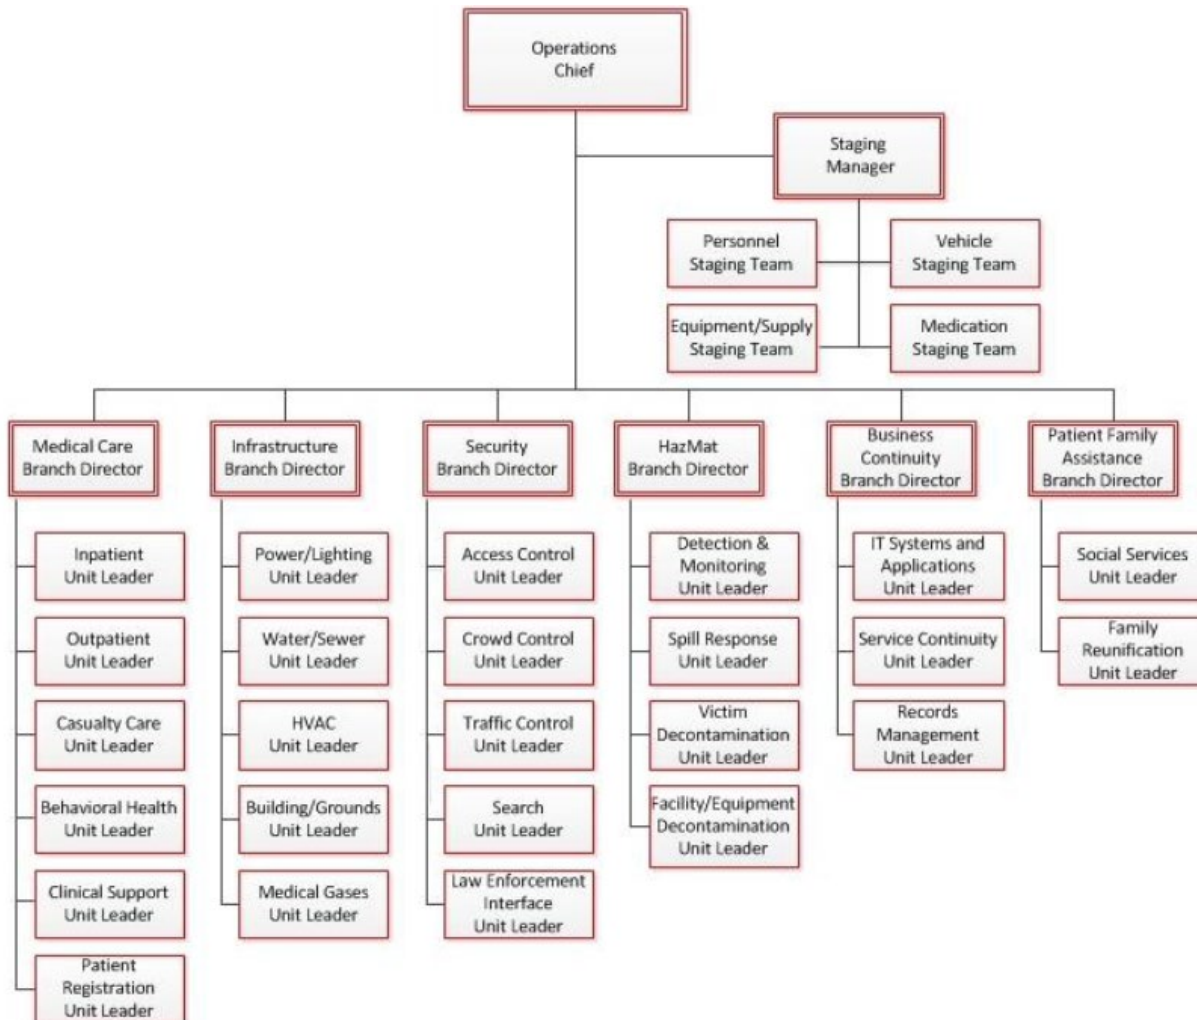 Operations
Chief
Staging
Manager
Personnel
Staging Team
Vehicle
Staging Team
Equipment/Supply
Staging Team
Medication
Staging Team
Medical Care
Branch Director
Infrastructure
Branch Director
Security
Branch Director
HazMat
Branch Director
Business
Continuity
Branch Director
Patient Family
Assistance
Branch Director
Inpatient
Unit Leader
Outpatient
Unit Leader
Casualty Care
Unit Leader
Behavioral Health
Unit Leader
Clinical Support
Unit Leader
Patient
Registration
Unit Leader
Power/Lighting
Unit Leader
Water/Sewer
Unit Leader
HVAC
Unit Leader
Building/Grounds
Unit Leader
Medical Gases
Unit Leader
Access Control
Unit Leader
Crowd Control
Unit Leader
Traffic Control
Unit Leader
Search
Unit Leader
Law Enforcement
Interface
Unit Leader
Detection &
Monitoring
Unit Leader
Spill Response
Unit Leader
Victim
Decontamination
Unit Leader
Facility/Equipment
Decontamination
Unit Leader
IT Systems and
Applications
Unit Leader
Service Continuity
Unit Leader
Records
Management
Unit Leader
Social Services
Unit Leader
Family
Reunification
Unit Leader